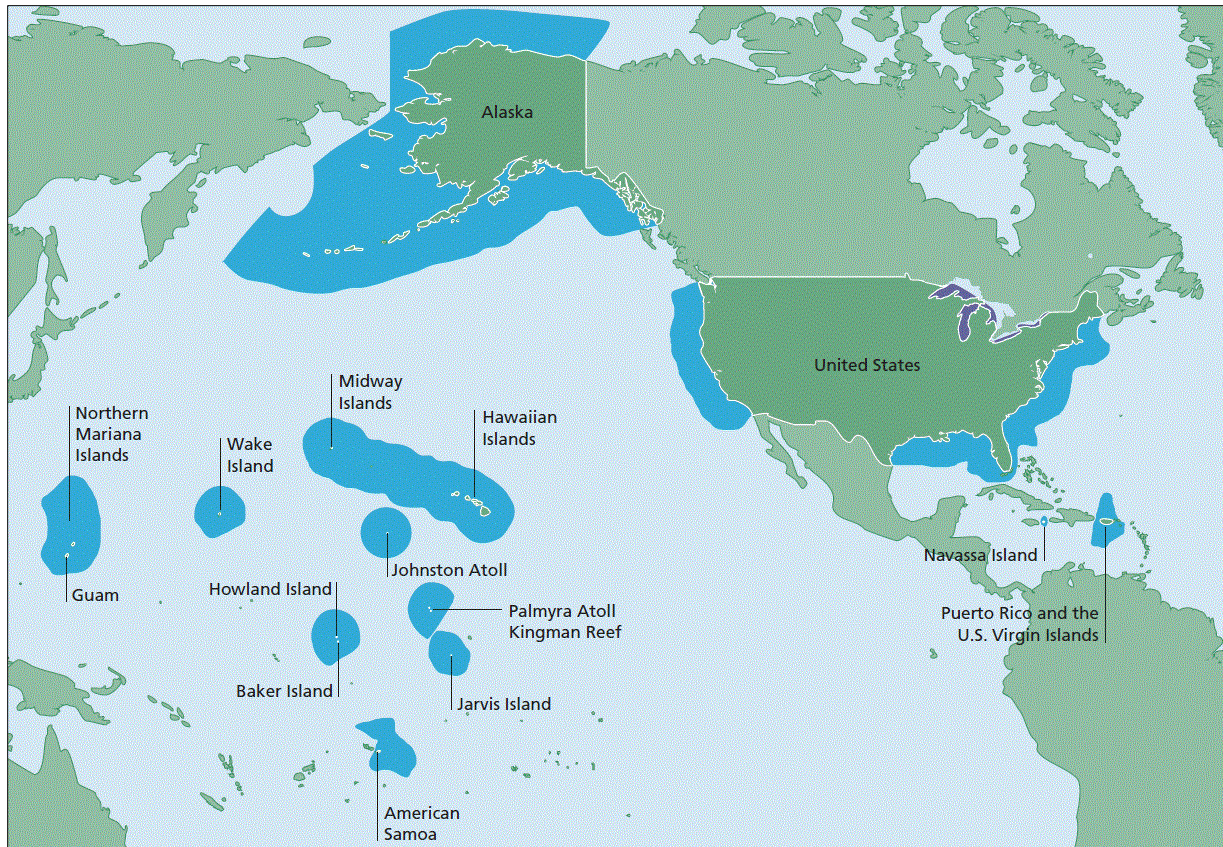 Alaska
United States
Midway
Islands
Hawaiian
Islands
Northern
Mariana
Islands
Wake
Island
Guam
Johnston Atoll
Howland Island
Palmyra Atoll
Kingman Reef
Baker Island
Jarvis Island
American
Samoa
Navassa Island
Puerto Rico and the
U.S. Virgin Islands